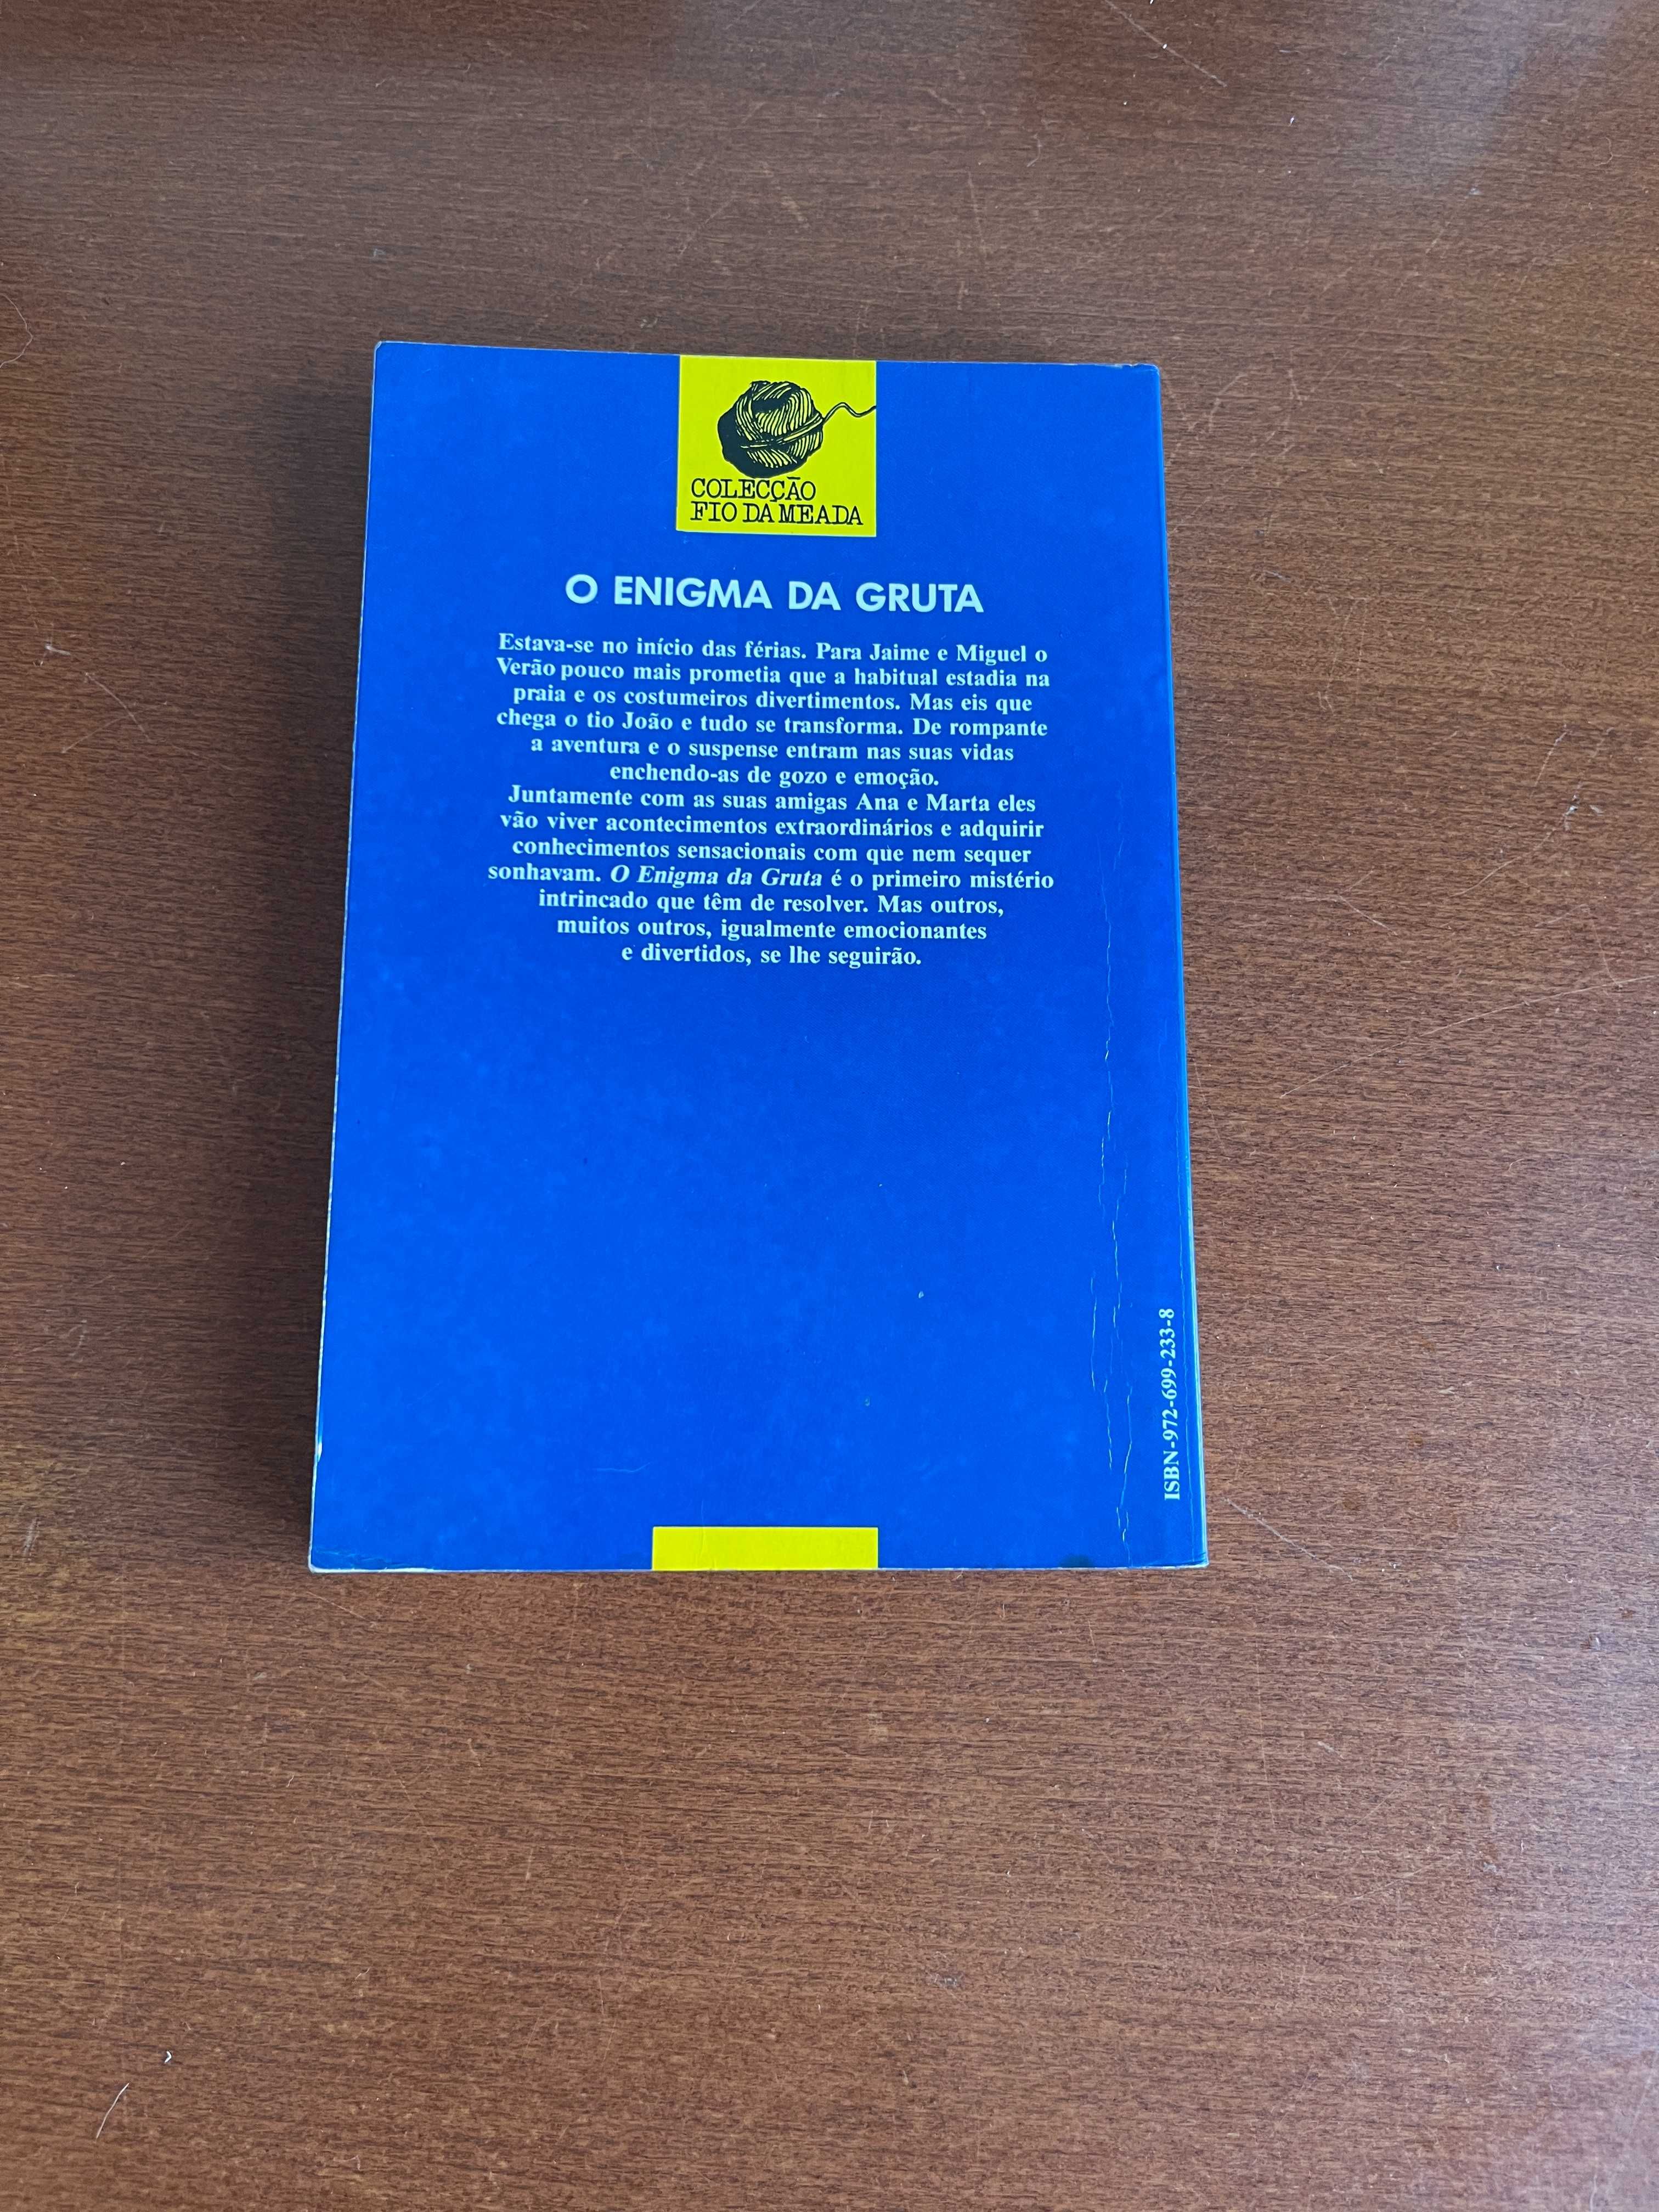 COLECÇÃO
FIO DA MEADA
O ENIGMA DA GRUTA
Estava-se no início das férias. Para Jaime e Miguel o
Verão pouco mais prometia que a habitual estadia na
praia e os costumeiros divertimentos. Mas eis que
chega o tio João e tudo se transforma. De rompante
a aventura e o suspense entram nas suas vidas
enchendo-as de gozo e emoção.
Juntamente com as suas amigas Ana e Marta eles
vão viver acontecimentos extraordinários e adquirir
conhecimentos sensacionais com que nem sequer
sonhavam. O Enigma da Gruta é o primeiro mistério
intrincado que têm de resolver. Mas outros,
muitos outros, igualmente emocionantes
e divertidos, se lhe seguirão.
ISBN-972-699-233-8